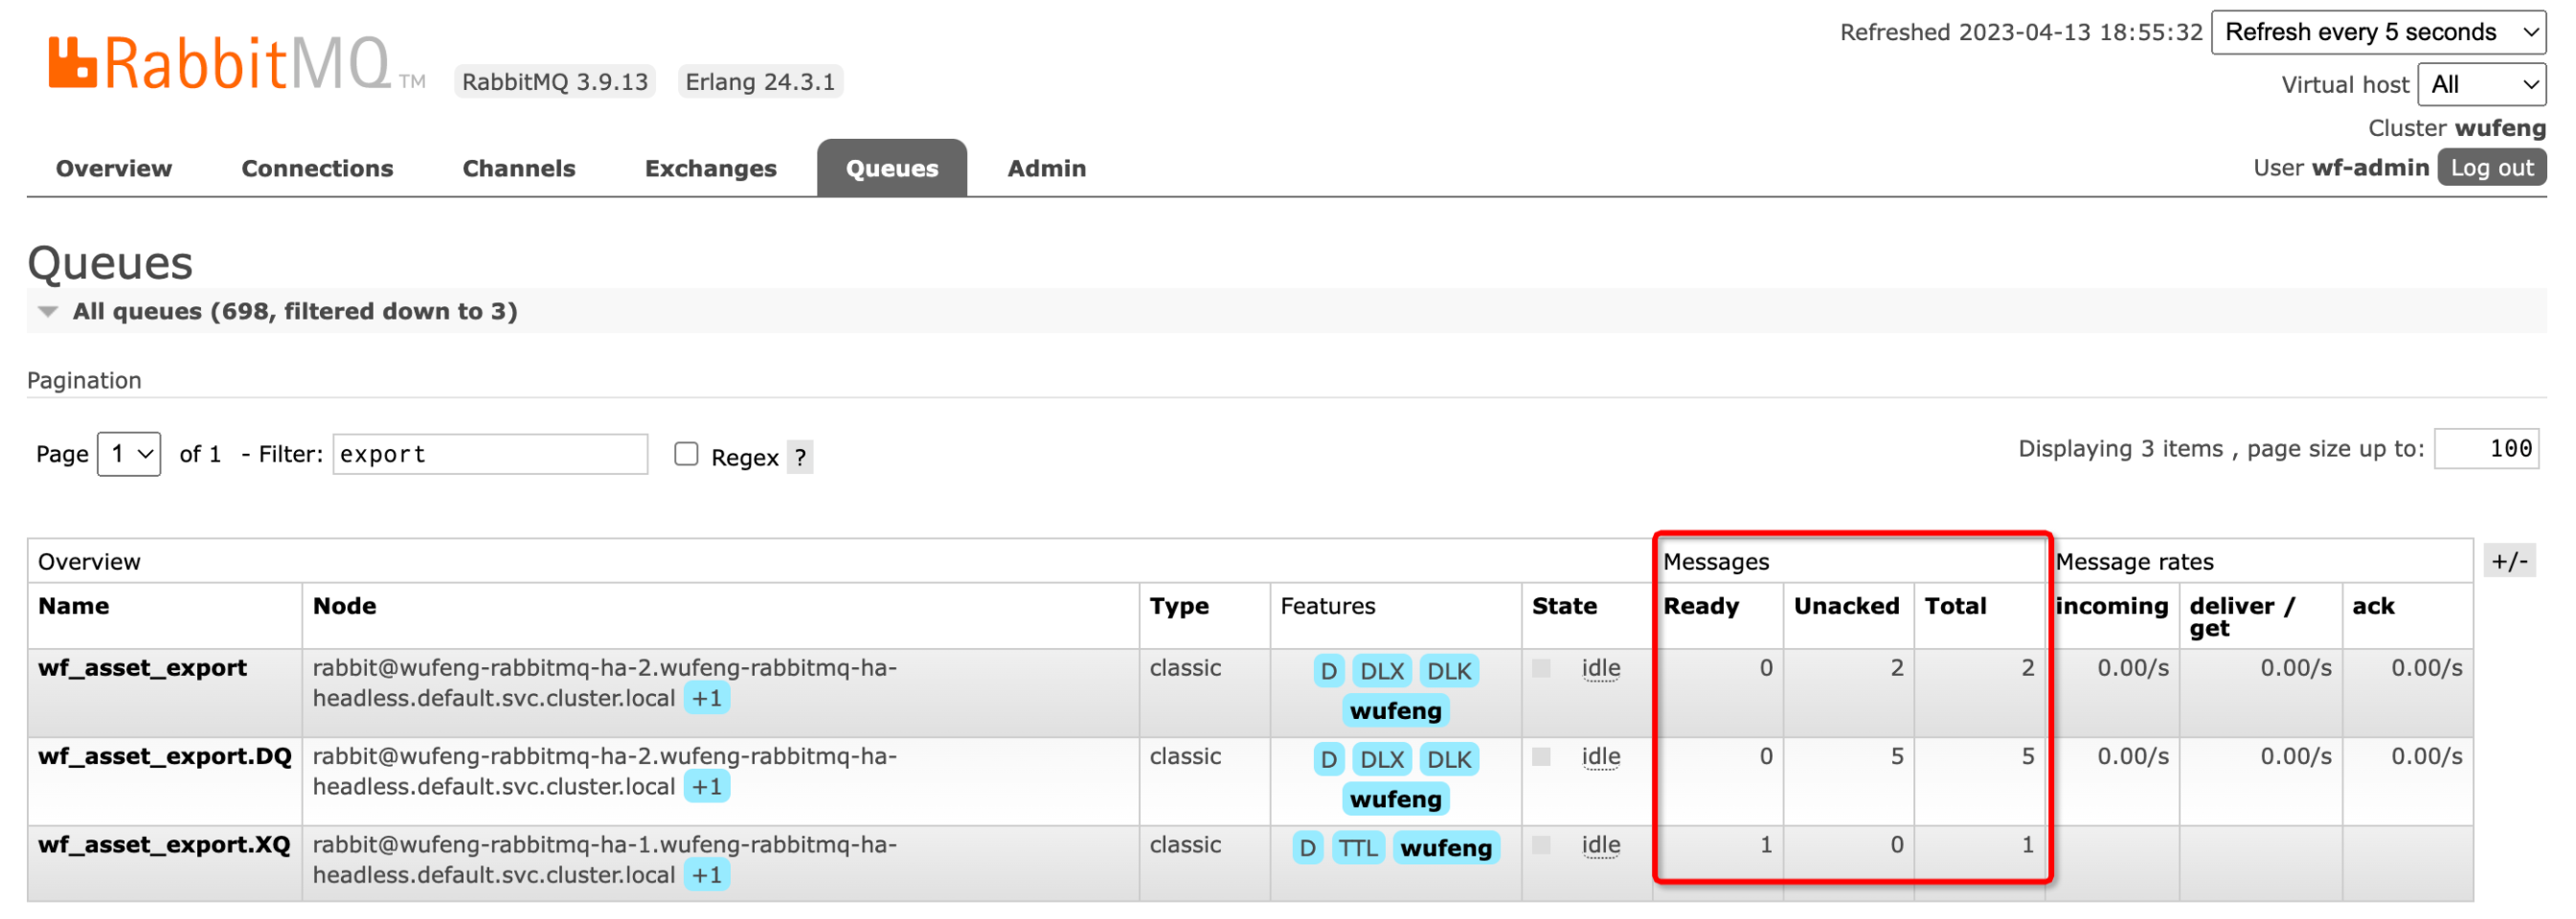 Refreshed 2023-04-13 18:55:32 Refresh every 5 seconds
RabbitMQ TM RabbitMQ 3.9.13 Erlang 24.3.1
Virtual host All
Cluster wufeng
Overview Connections Channels Exchanges Queues Admin
User wf-admin Log out
Queues
All queues (698, filtered down to 3)
Pagination
Page 1 of 1 - Filter: export Regex ? Displaying 3 items , page size up to: 100
Overview Messages Message rates +/-
Name Node Type Features State Ready Unacked Total incoming deliver / ack
get
wf_asset_export rabbit@wufeng-rabbitmq-ha-2.wufeng-rabbitmq-ha- classic D DLX DLK idle 0 2 2 0.00/s 0.00/s 0.00/s
headless.default.svc.cluster.local +1 wufeng
wf_asset_export.DQ rabbit@wufeng-rabbitmq-ha-2.wufeng-rabbitmq-ha- classic D DLX DLK idle 0 5 5 0.00/s 0.00/s 0.00/s
headless.default.svc.cluster.local +1 wufeng
wf_asset_export.XQ rabbit@wufeng-rabbitmq-ha-1.wufeng-rabbitmq-ha- classic D TTL wufeng idle 1 0 1
headless.default.svc.cluster.local +1